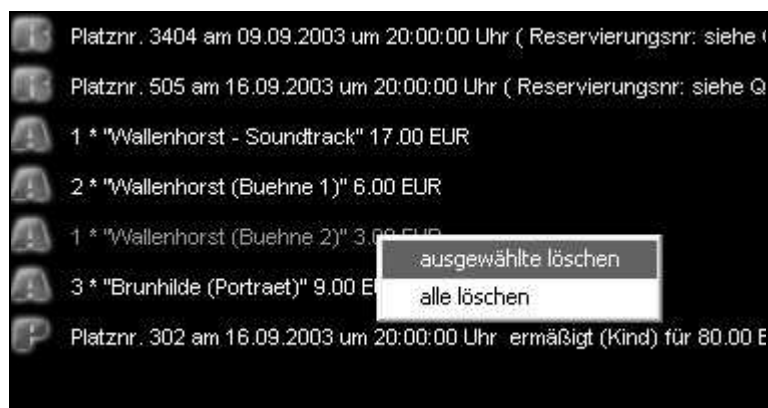 Platznr. 3404 am 09.09.2003 um 20:00:00 Uhr ( Reservierungsnr: siehe
Platznr. 505 am 16.09.2003 um 20:00:00 Uhr ( Reservierungsnr: siehe Q
1 * "Wallenhorst - Soundtrack" 17.00 EUR
2 * "Wallenhorst (Buehne 1)" 6.00 EUR
1 * "Wallenhorst (Buehne 2)" 3.00 EUR
ausgewählte löschen
3 * "Brunhilde (Portraet)" 9.00 E
alle löschen
Platznr. 302 am 16.09.2003 um 20:00:00 Uhr ermäßigt (Kind) für 80.00 E